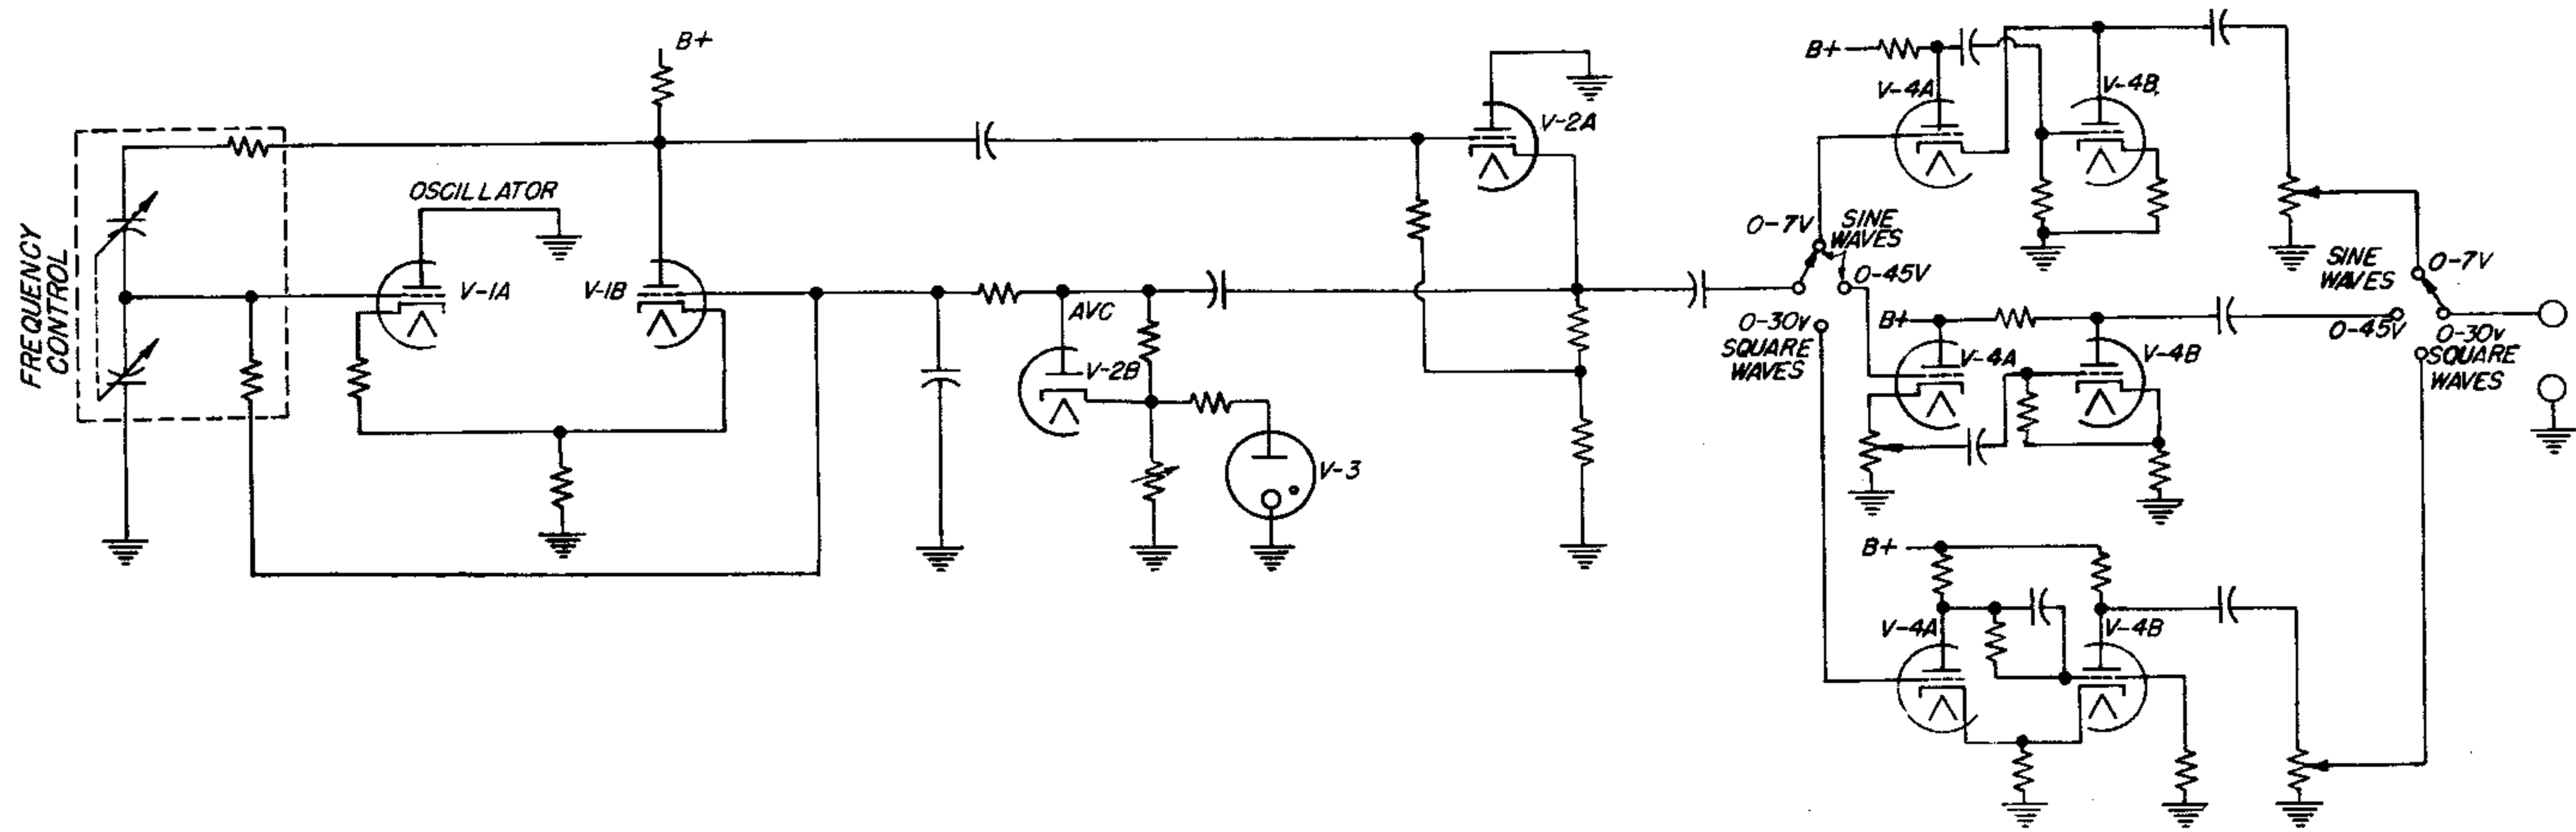 FREQUENCY
CONTROL
OSCILLATOR
V-1A
B+
V-1B
AVC
V-2B
V-3
V-2A
0-7V
SINE
WAVES
0-45V
0-30V
SQUARE
WAVES
B+
V-4A
V-4B
B+
V-4A
V-4B
B+
V-4A
V-4B
SINE
WAVES
0-7V
0-45V
0-30V
SQUARE
WAVES